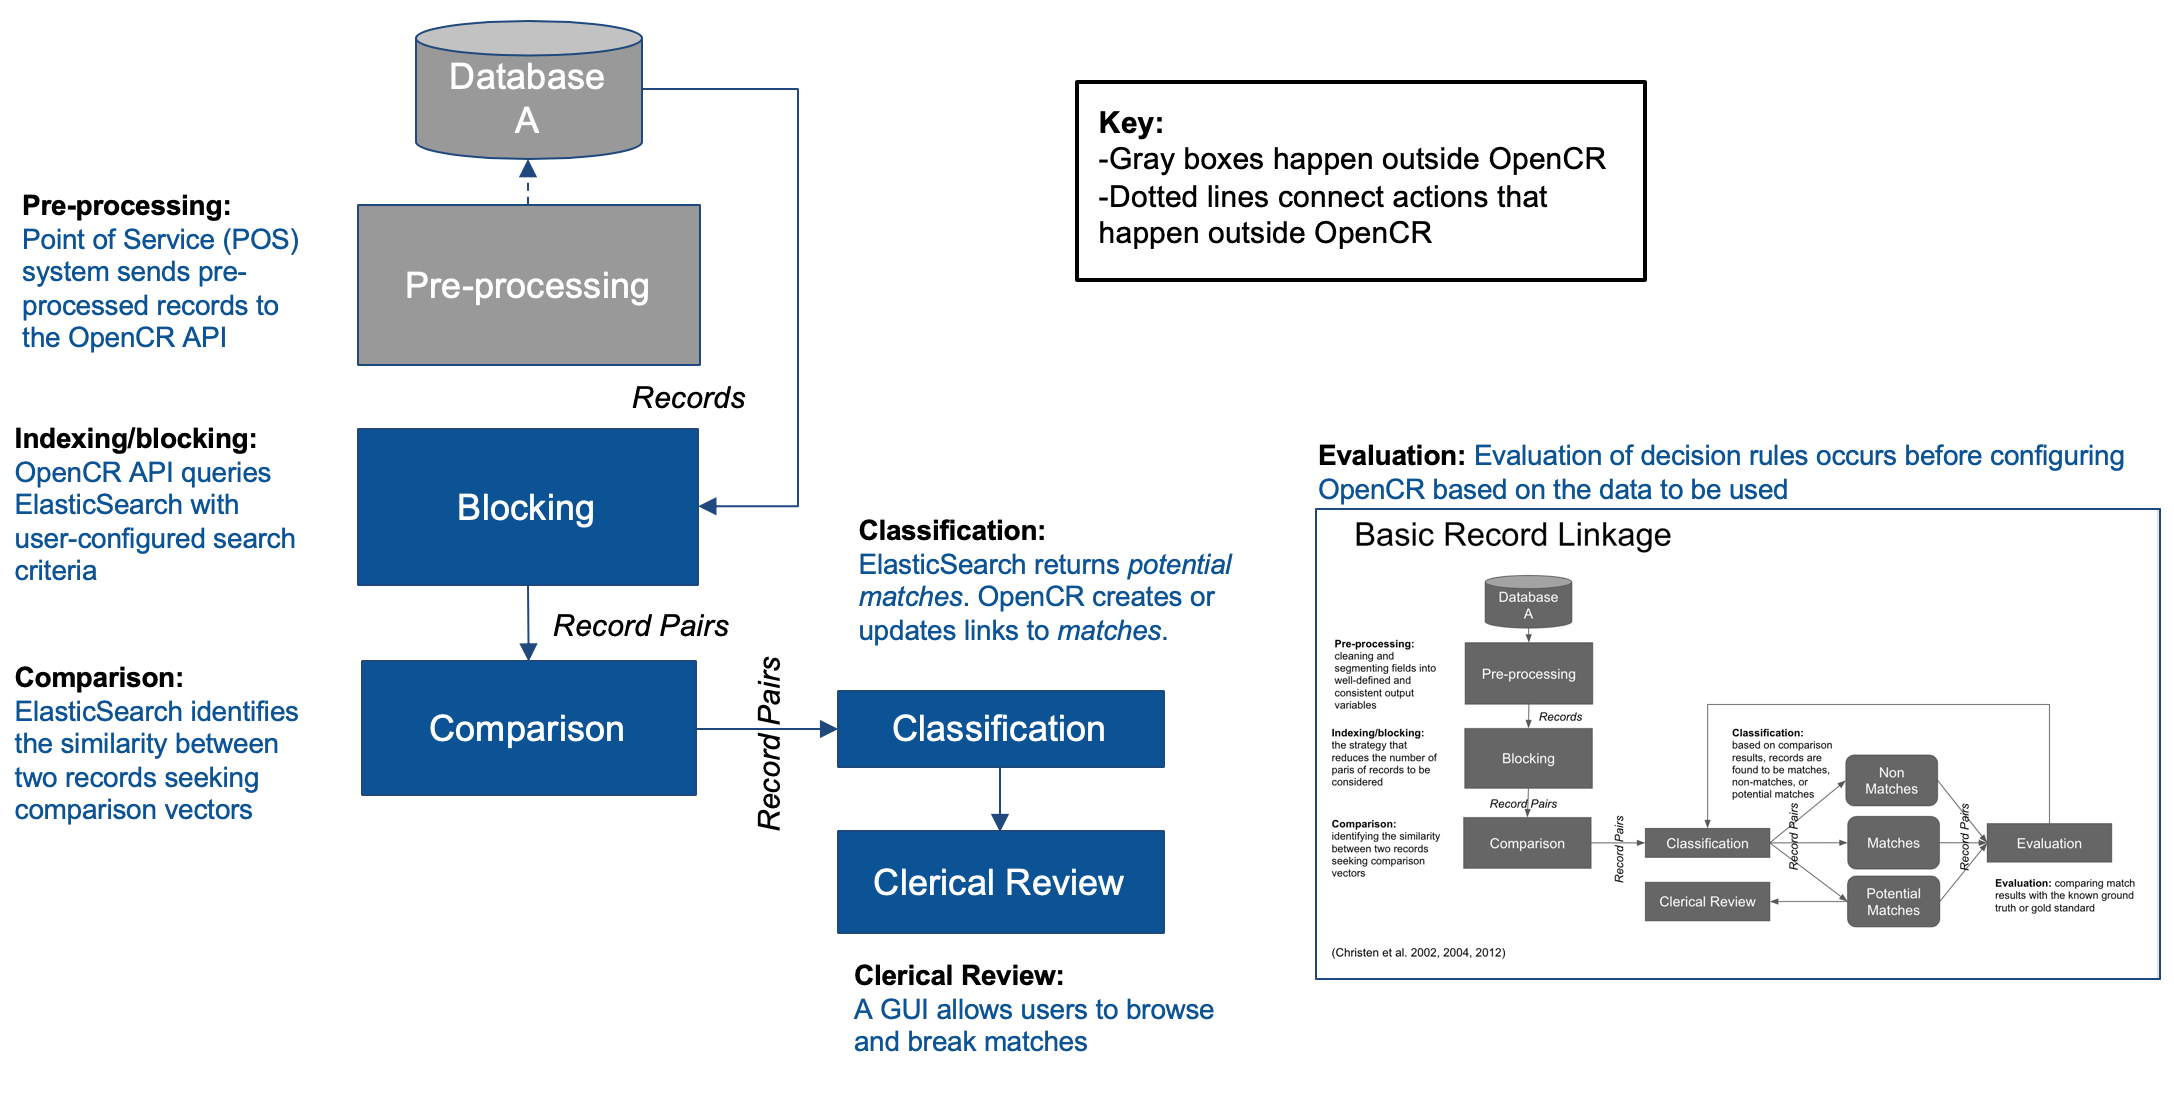 Database
A
Key:
-Gray boxes happen outside OpenCR
-Dotted lines connect actions that
happen outside OpenCR
Pre-processing:
Point of Service (POS)
system sends pre-
processed records to
the OpenCR API
Pre-processing
Records
Indexing/blocking:
OpenCR API queries
ElasticSearch with
user-configured search
criteria
Blocking
Record Pairs
Comparison:
ElasticSearch identifies
the similarity between
two records seeking
comparison vectors
Comparison
Record Pairs
Classification:
ElasticSearch returns potential
matches. OpenCR creates or
updates links to matches.
Classification
Clerical Review
Clerical Review:
A GUI allows users to browse
and break matches
Evaluation: Evaluation of decision rules occurs before configuring
OpenCR based on the data to be used
Basic Record Linkage
Database
A
Pre-processing:
cleaning and
segmenting fields into
well-defined and
consistent output
variables
Pre-processing
Records
Indexing/blocking:
the strategy that
reduces the number of
paris of records to be
considered
Blocking
Record Pairs
Comparison:
identifying the similarity
between two records
seeking comparison
vectors
Comparison
Record Pairs
Classification:
based on comparison
results, records are
found to be matches,
non-matches, or
potential matches
Classification
Record Pairs
Non
Matches
Matches
Potential
Matches
Record Pairs
Clerical Review
Evaluation
Evaluation: comparing match
results with the known ground
truth or gold standard
(Christen et al. 2002, 2004, 2012)